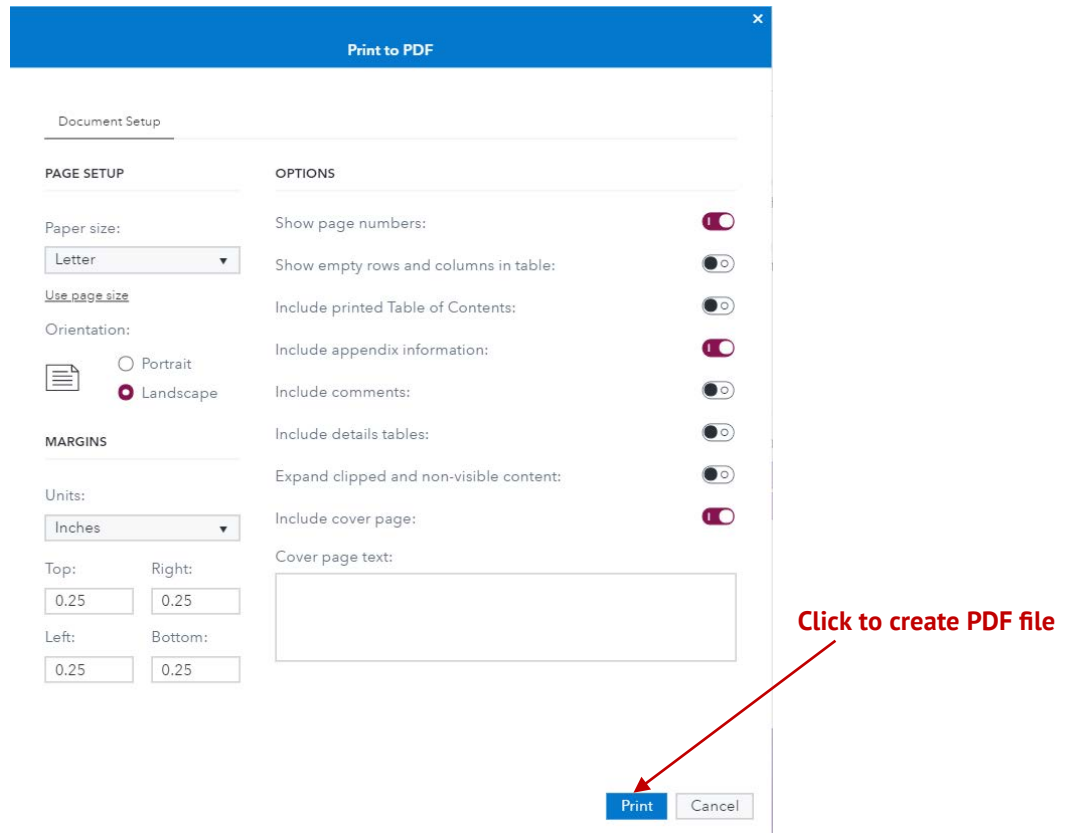 Print to PDF
Document Setup
PAGE SETUP
Paper size:
Letter
Use page size
Orientation:
Portrait
Landscape
MARGINS
Units:
Inches
Top: Right:
0.25 0.25
Left: Bottom:
0.25 0.25
OPTIONS
Show page numbers:
Show empty rows and columns in table:
Include printed Table of Contents:
Include appendix information:
Include comments:
Include details tables:
Expand clipped and non-visible content:
Include cover page:
Cover page text:
Click to create PDF file
Print Cancel